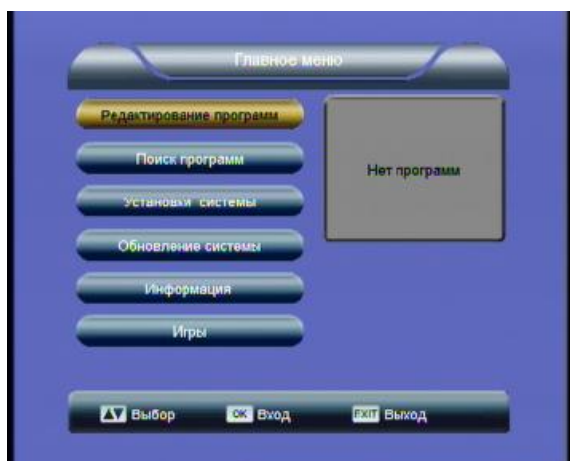 Главное меню
Редактирование программ
Поиск программ
Нет программ
Установки системы
Обновление системы
Информация
Игры
Выбор OK Вход EXIT Выход